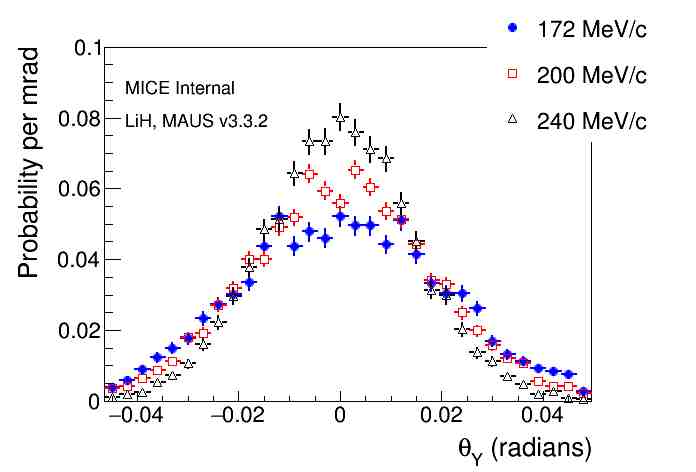 172 MeV/c
200 MeV/c
240 MeV/c
MICE Internal
LiH, MAUS v3.3.2
Probability per mrad
0.1
0.08
0.06
0.04
0.02
0
−0.04 −0.02 0 0.02 0.04
θY (radians)